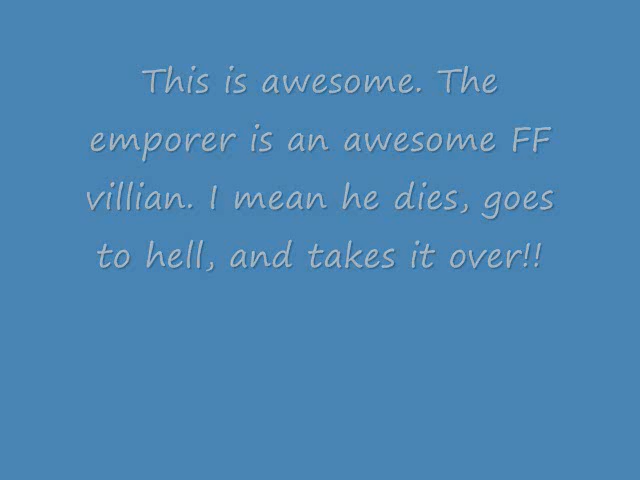 This is awesome. The
emporer is an awesome FF
villian. I mean he dies, goes
to hell, and takes it over!!